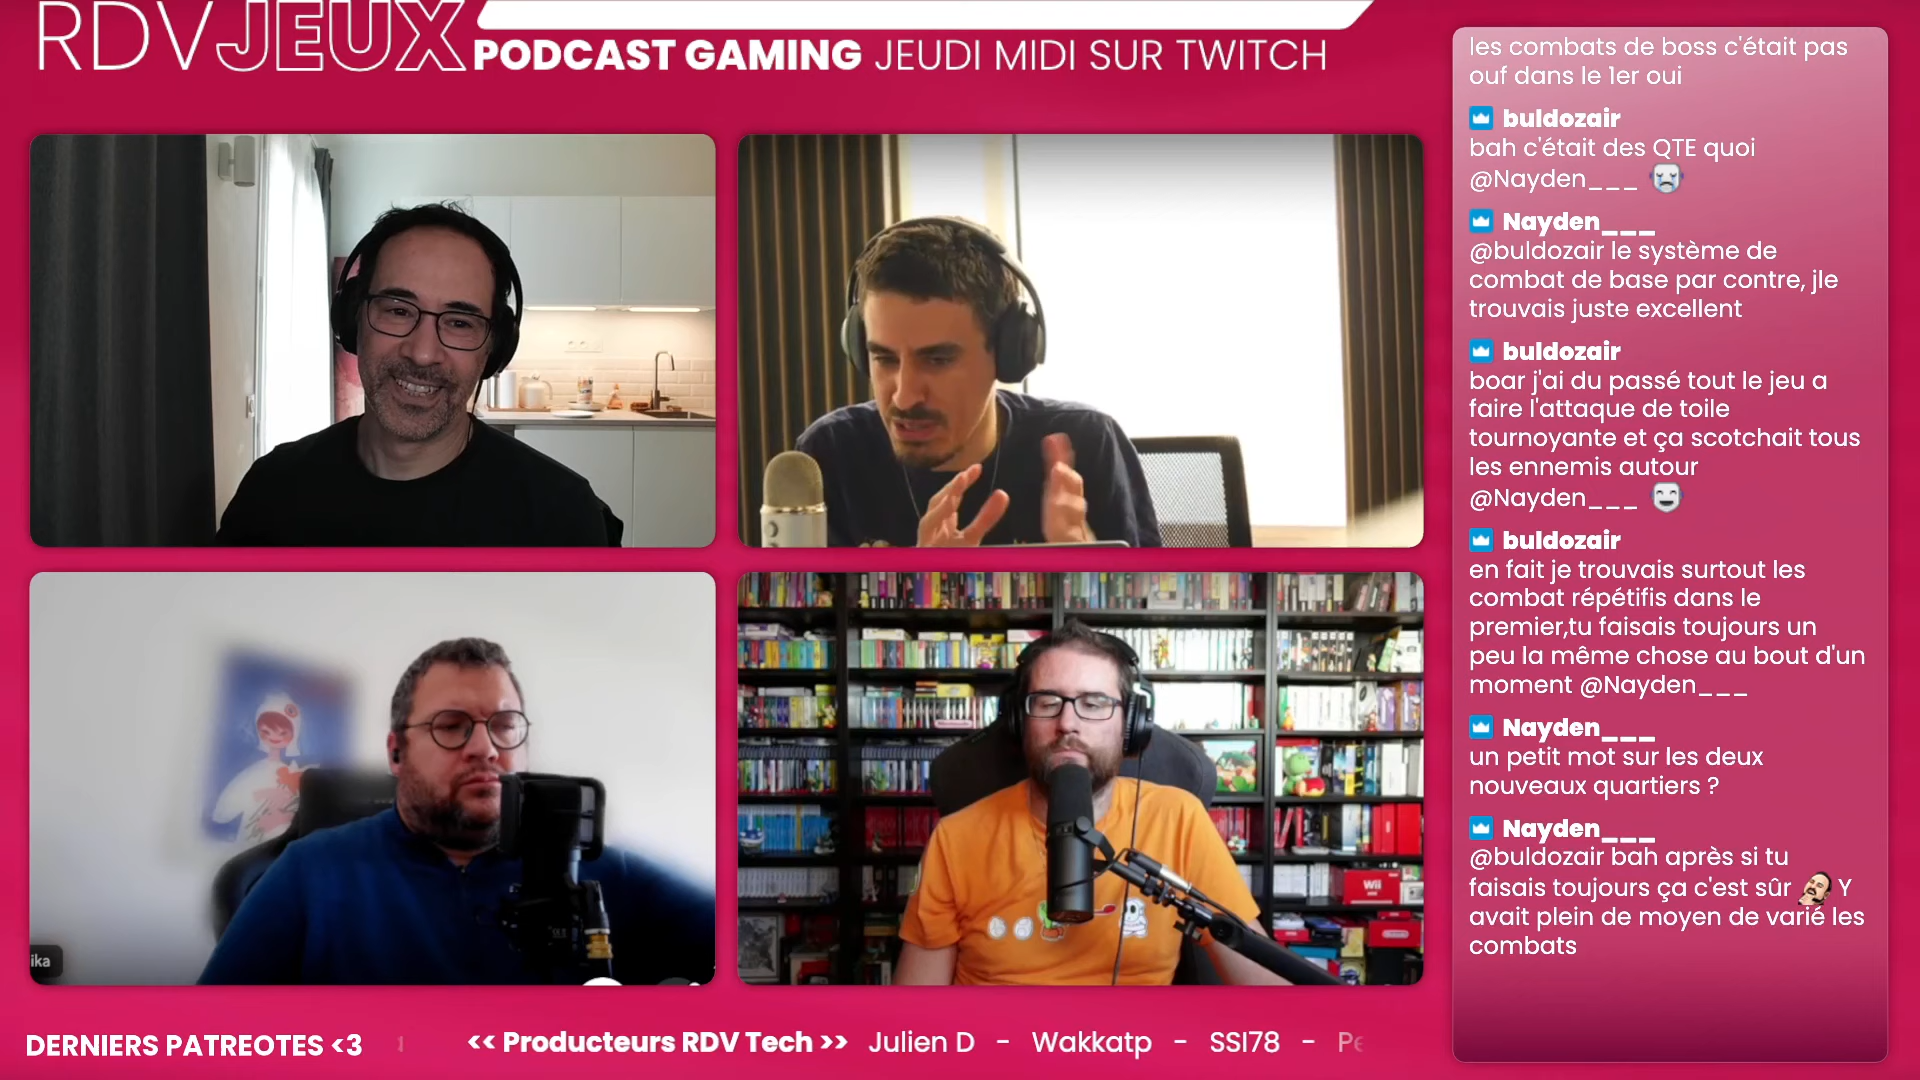 RDVJEUX
PODCAST GAMING JEUDI MIDI SUR TWITCH
les combats de boss c'était pas
ouf dans le 1er oui
buldozair
bah c'était des QTE quoi
@Nayden___
Nayden___
@buldozair le système de
combat de base par contre, jle
trouvais juste excellent
buldozair
boar j'ai du passé tout le jeu a
faire l'attaque de toile
tournoyante et ça scotchait tous
les ennemis autour
@Nayden___
buldozair
en fait je trouvais surtout les
combat répétifis dans le
premier,tu faisais toujours un
peu la même chose au bout d'un
moment @Nayden___
Nayden___
un petit mot sur les deux
nouveaux quartiers ?
Nayden___
@buldozair bah après si tu
faisais toujours ça c'est sûr Y
avait plein de moyen de varié les
combats
ika
Wii
DERNIERS PATREOTES <3
<< Producteurs RDV Tech >> Julien D - Wakkatp - SSI78 -